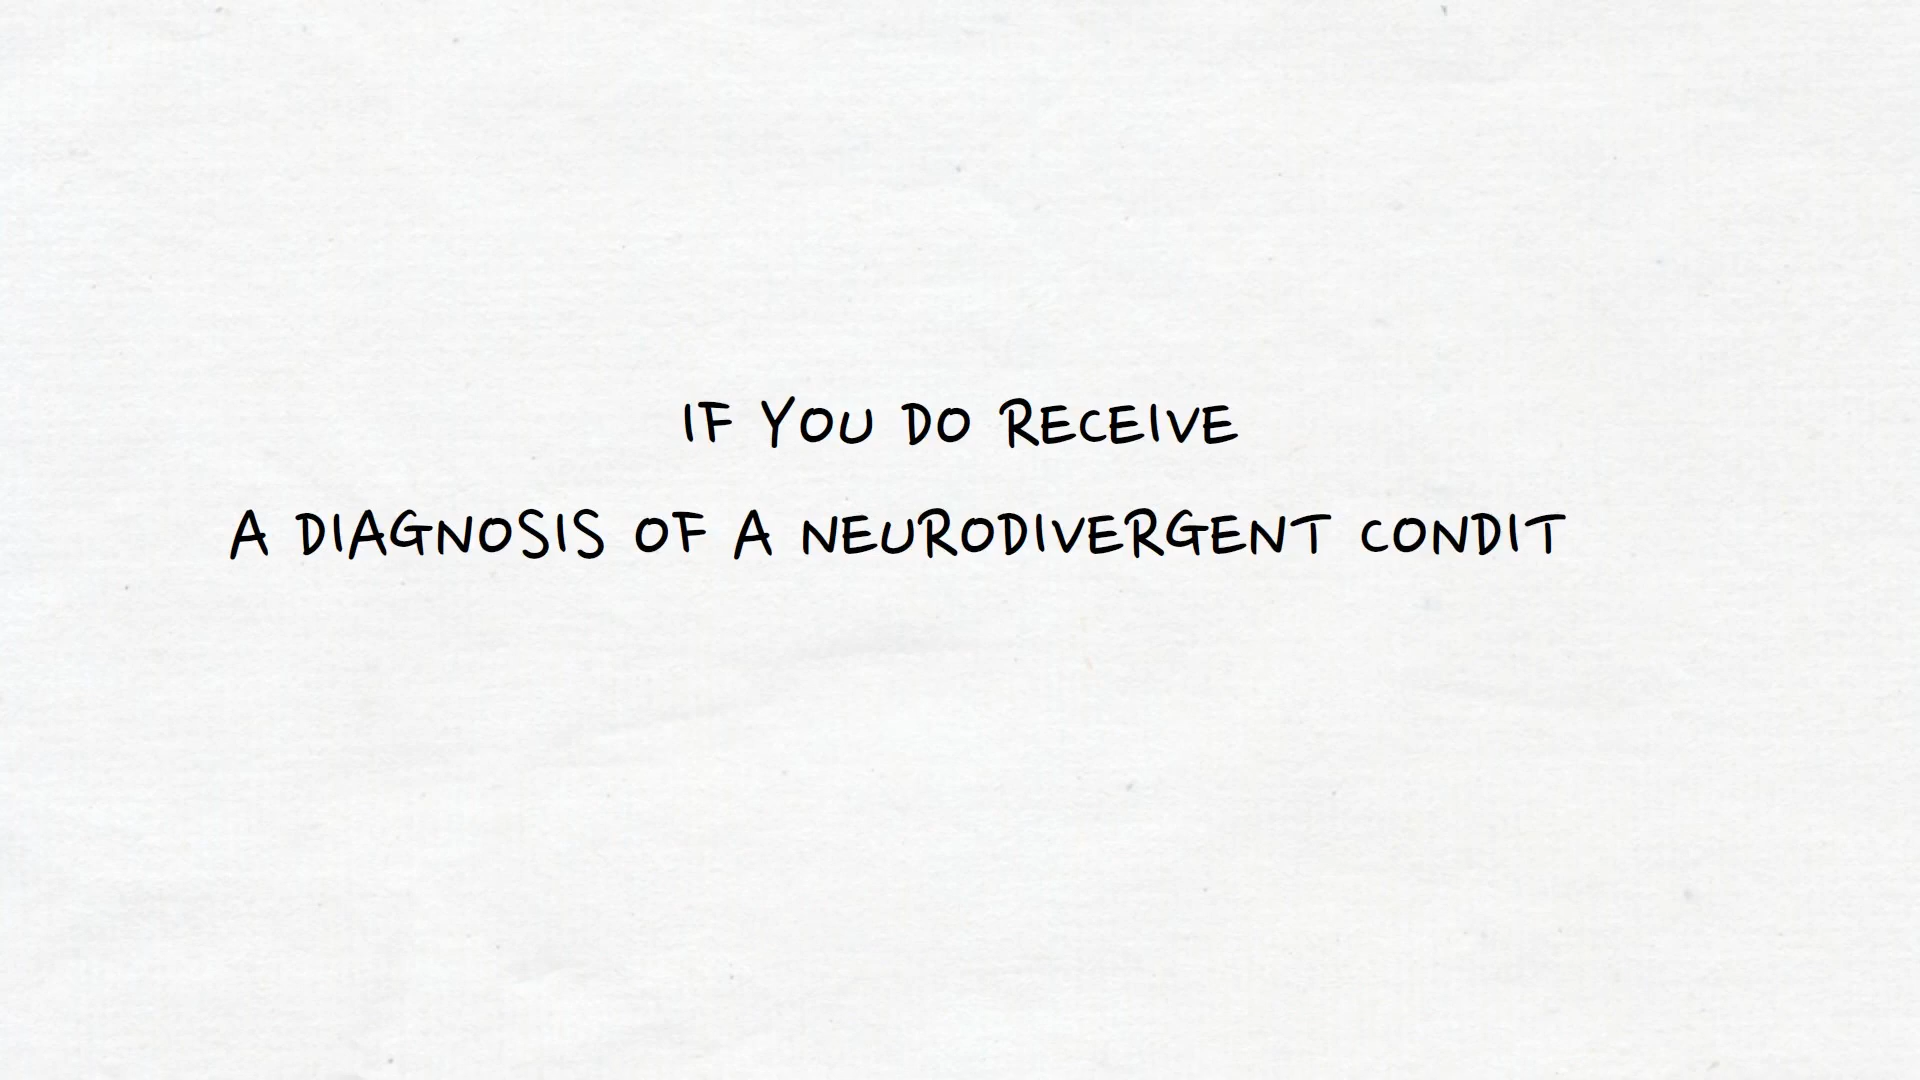 IF YOU DO RECEIVE
A DIAGNOSIS OF A NEURODIVERGENT CONDIT